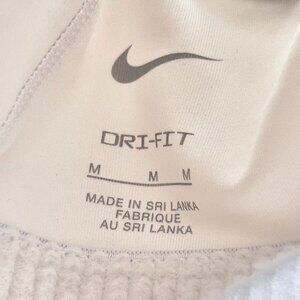 DRI-FIT
M M M
MADE IN SRI LANKA
FABRIQUE
AU SRI LANKA